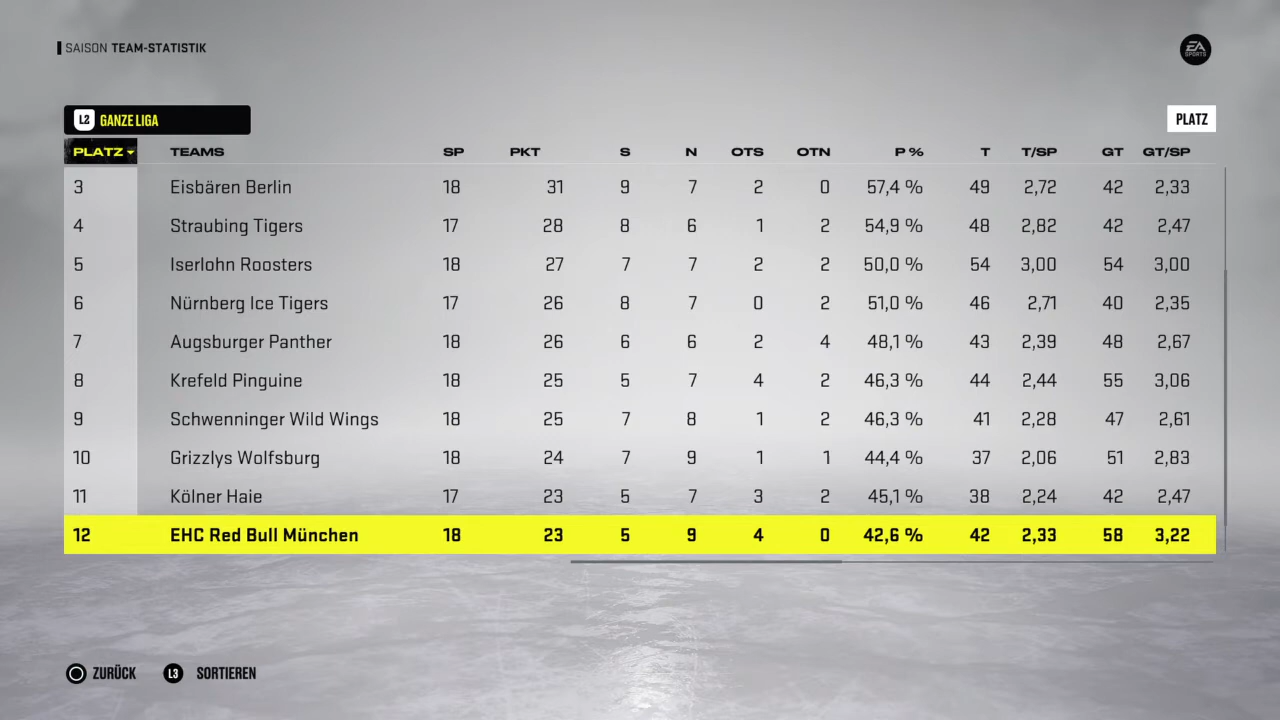 SAISON TEAM-STATISTIK
EA SPORTS
L2 GANZE LIGA
PLATZ
PLATZ TEAMS SP PKT S N OTS OTN P % T T/SP GT GT/SP
3 Eisbären Berlin 18 31 9 7 2 0 57,4 % 49 2,72 42 2,33
4 Straubing Tigers 17 28 8 6 1 2 54,9 % 48 2,82 42 2,47
5 Iserlohn Roosters 18 27 7 7 2 2 50,0 % 54 3,00 54 3,00
6 Nürnberg Ice Tigers 17 26 8 7 0 2 51,0 % 46 2,71 40 2,35
7 Augsburger Panther 18 26 6 6 2 4 48,1 % 43 2,39 48 2,67
8 Krefeld Pinguine 18 25 5 7 4 2 46,3 % 44 2,44 55 3,06
9 Schwenninger Wild Wings 18 25 7 8 1 2 46,3 % 41 2,28 47 2,61
10 Grizzlys Wolfsburg 18 24 7 9 1 1 44,4 % 37 2,06 51 2,83
11 Kölner Haie 17 23 5 7 3 2 45,1 % 38 2,24 42 2,47
12 EHC Red Bull München 18 23 5 9 4 0 42,6 % 42 2,33 58 3,22
ZURÜCK L3 SORTIEREN